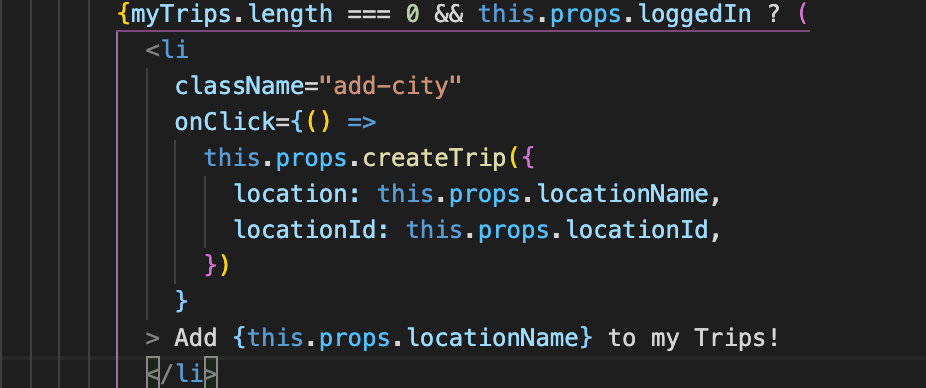 {myTrips.length === 0 && this.props.loggedIn ? (
<li
className="add-city"
onClick={() =>
this.props.createTrip({
location: this.props.locationName,
locationId: this.props.locationId,
})
}
> Add {this.props.locationName} to my Trips!
</li>